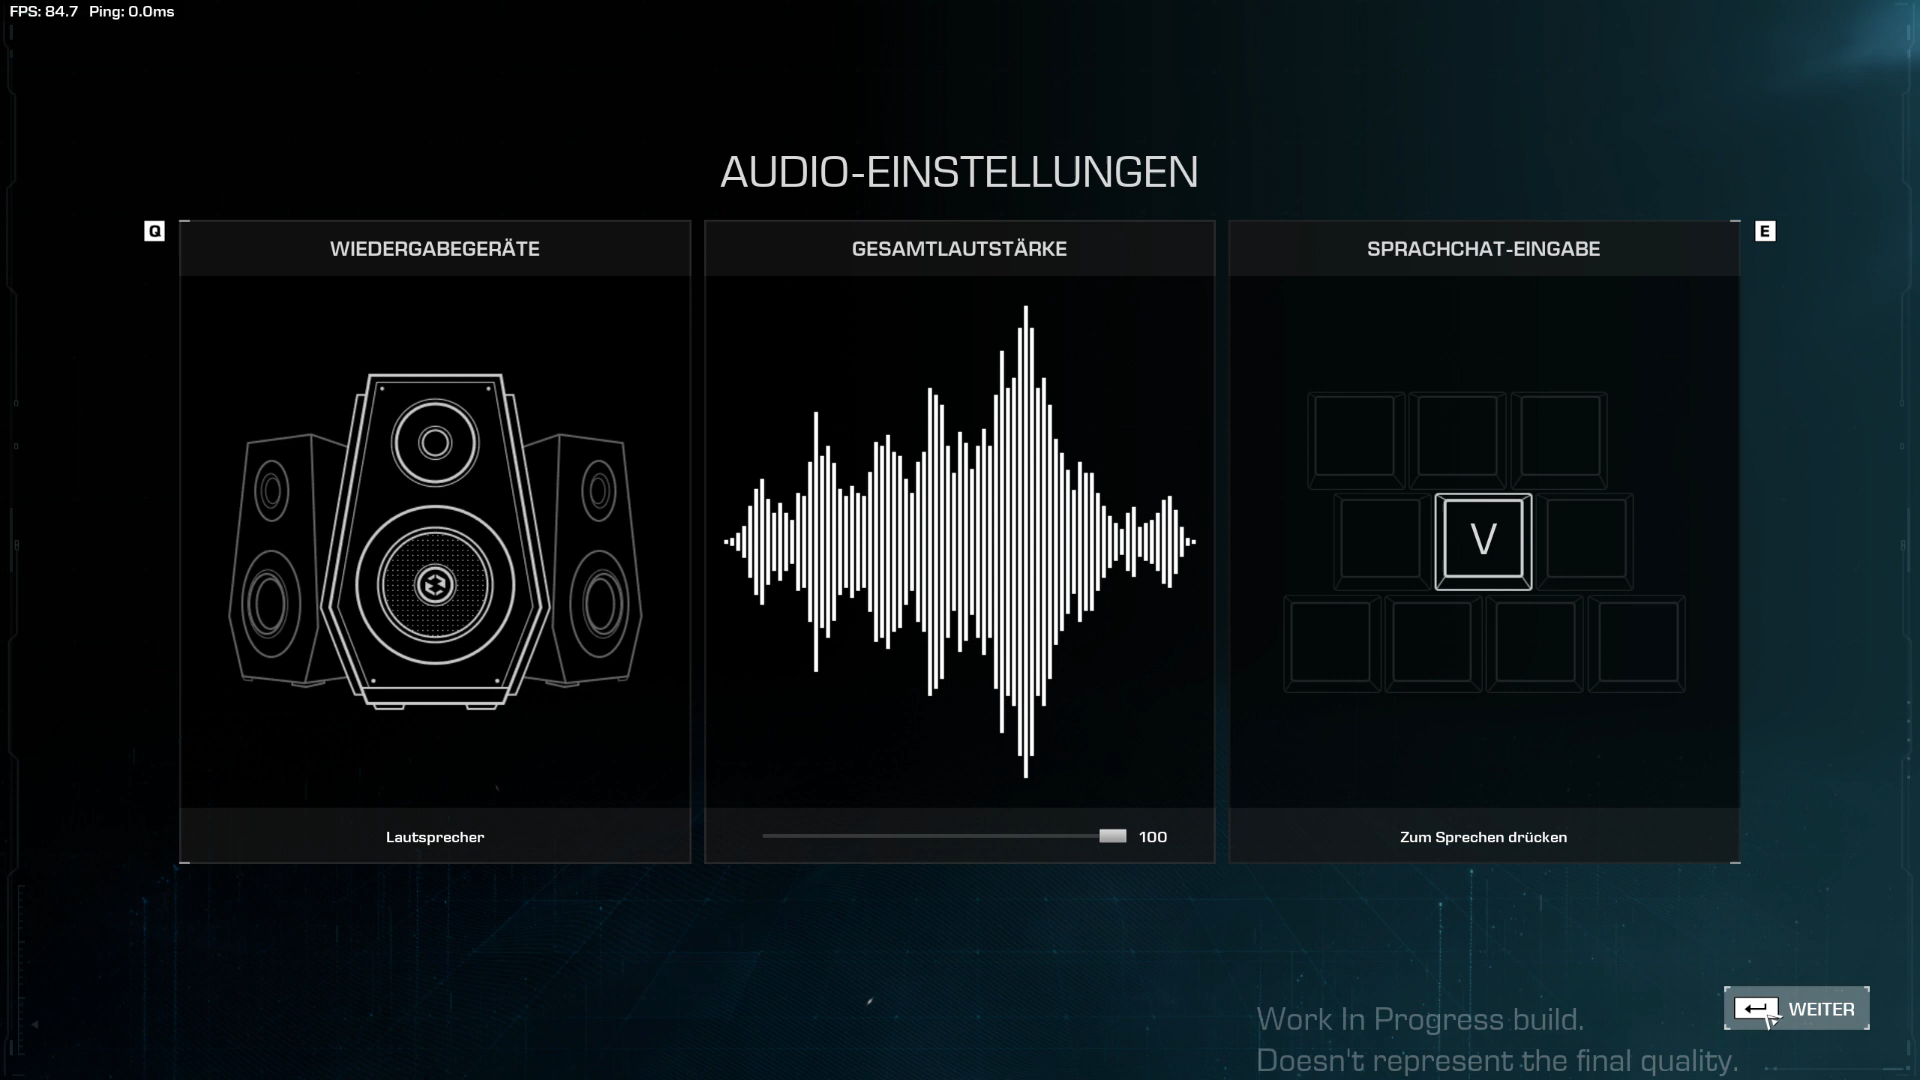 FPS: 84.7 Ping: 0.0ms
AUDIO-EINSTELLUNGEN
Q
WIEDERGABEGERÄTE
GESAMTLAUTSTÄRKE
SPRACHCHAT-EINGABE
E
V
Lautsprecher
100
Zum Sprechen drücken
WEITER
Work In Progress build.
Doesn't represent the final quality.